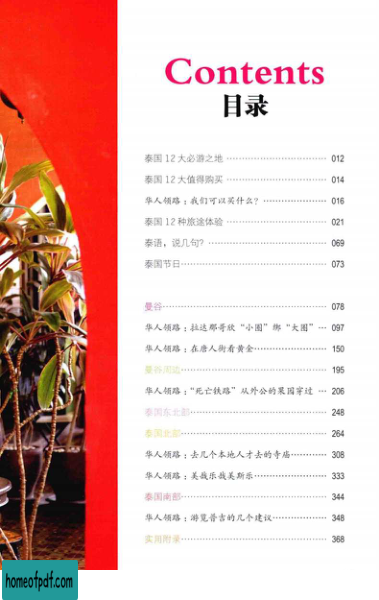 Contents
目录
泰国 12 大必游之地 ………………………… 012
泰国 12 大值得购买 ………………………… 014
华人领路：我们可以买什么？ ……………… 016
泰国 12 种旅途体验 ………………………… 021
泰语，说几句? ……………………………… 069
泰国节日 ……………………………………… 073
曼谷 …………………………………………… 078
华人领路：拉达那哥欣“小圈”绑“大圈” … 097
华人领路：在唐人街看黄金 ………………… 150
曼谷周边 ……………………………………… 195
华人领路：“死亡铁路”从外公的果园穿过 … 206
泰国东北部 …………………………………… 248
泰国北部 ……………………………………… 264
华人领路：去几个本地人才去的寺庙 ……… 308
华人领路：美哉乐哉美斯乐 ………………… 333
泰国南部 ……………………………………… 344
华人领路：游览普吉的几个建议 …………… 348
实用附录 ……………………………………… 368
homeofpdf.com